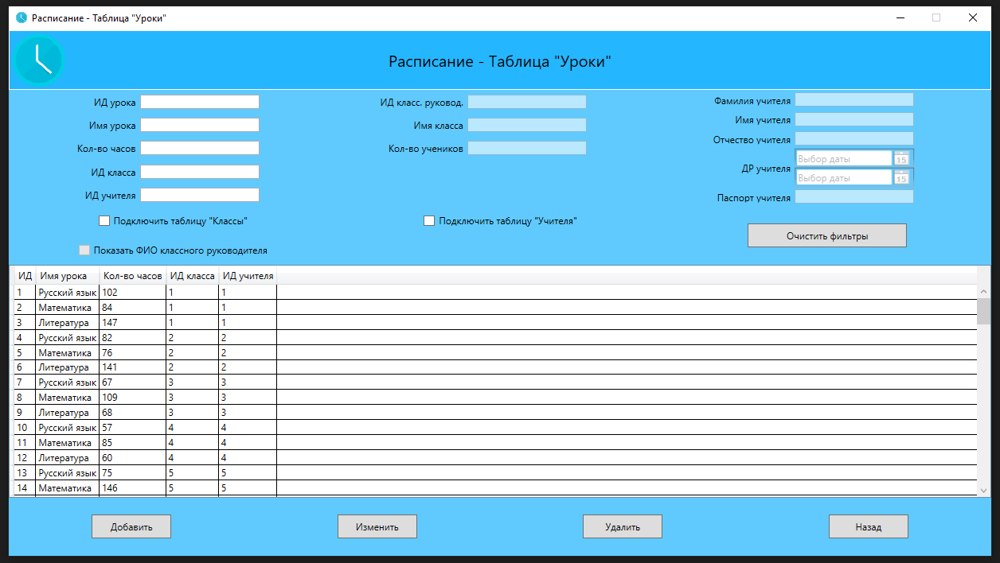 Расписание - Таблица "Уроки"
Расписание - Таблица "Уроки"
ИД урока
Имя урока
Кол-во часов
ИД класса
ИД учителя
Подключить таблицу "Классы"
Показать ФИО классного руководителя
ИД класс. руковод.
Имя класса
Кол-во учеников
Подключить таблицу "Учителя"
Фамилия учителя
Имя учителя
Отчество учителя
ДР учителя
Выбор даты 15
Выбор даты 15
Паспорт учителя
Очистить фильтры
ИД Имя урока Кол-во часов ИД класса ИД учителя
1 Русский язык 102 1 1
2 Математика 84 1 1
3 Литература 147 1 1
4 Русский язык 82 2 2
5 Математика 76 2 2
6 Литература 141 2 2
7 Русский язык 67 3 3
8 Математика 109 3 3
9 Литература 68 3 3
10 Русский язык 57 4 4
11 Математика 85 4 4
12 Литература 60 4 4
13 Русский язык 75 5 5
14 Математика 146 5 5
Добавить Изменить Удалить Назад